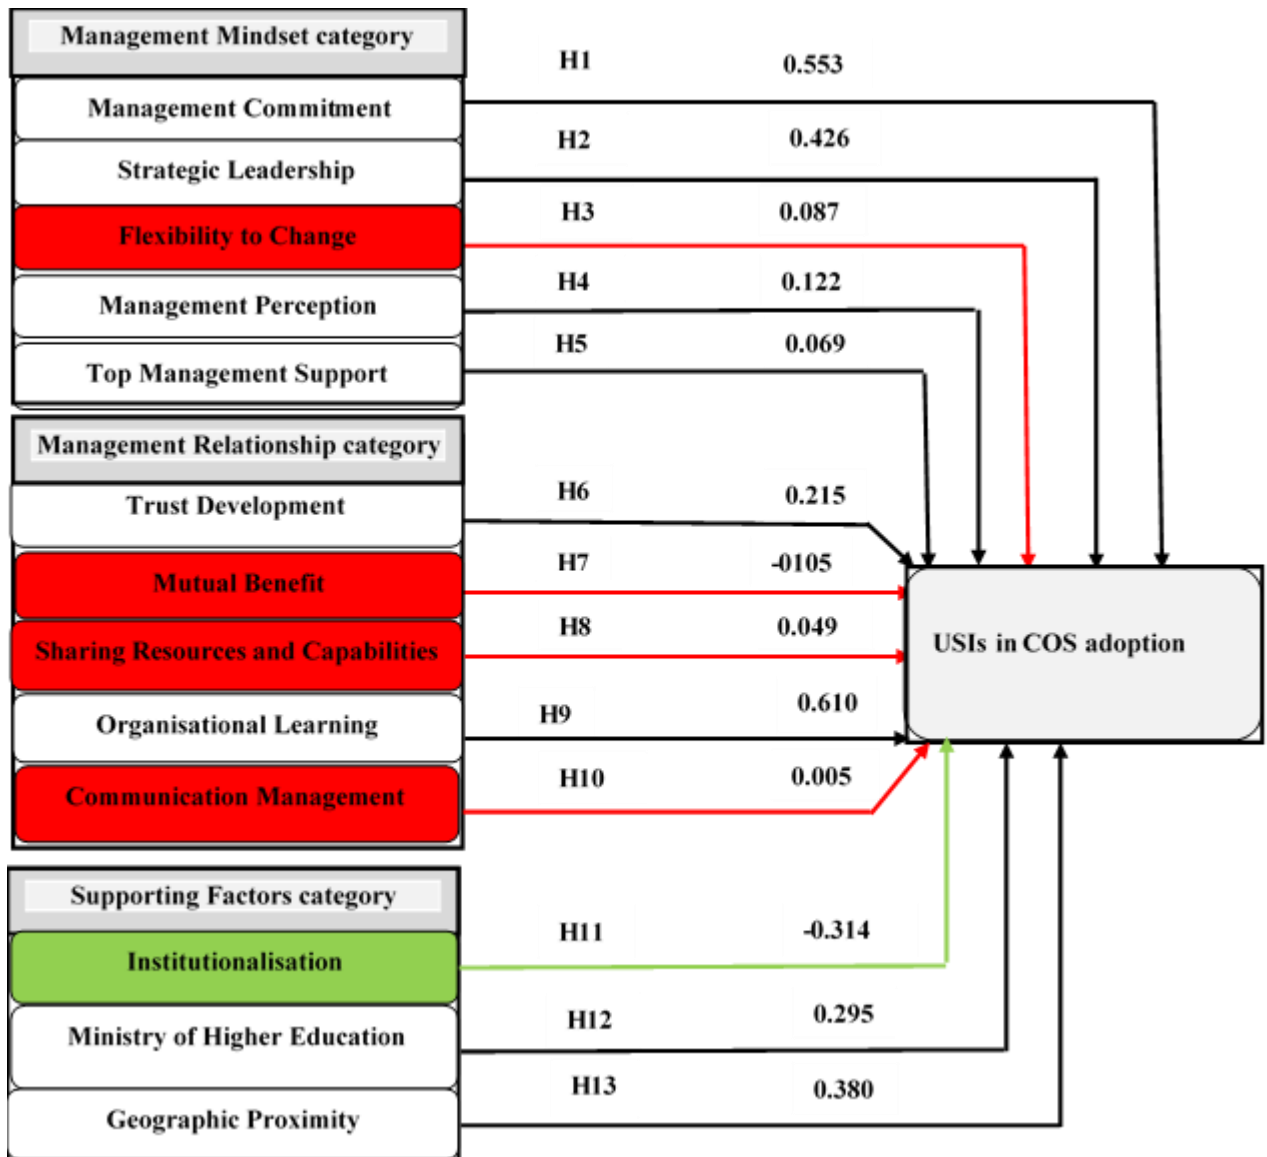 Management Mindset category
H1 0.553
Management Commitment
H2 0.426
Strategic Leadership
H3 0.087
Flexibility to Change
H4 0.122
Management Perception
H5 0.069
Top Management Support
Management Relationship category
H6 0.215
Trust Development
H7 -0105
Mutual Benefit
H8 0.049
Sharing Resources and Capabilities
USIs in COS adoption
H9 0.610
Organisational Learning
H10 0.005
Communication Management
Supporting Factors category
H11 -0.314
Institutionalisation
H12 0.295
Ministry of Higher Education
H13 0.380
Geographic Proximity